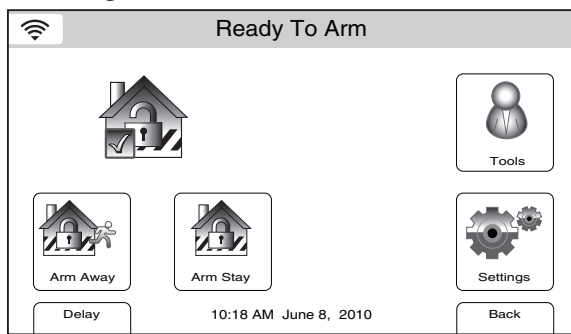 Ready To Arm
Tools
Arm Away
Arm Stay
Settings
Delay
10:18 AM June 8, 2010
Back